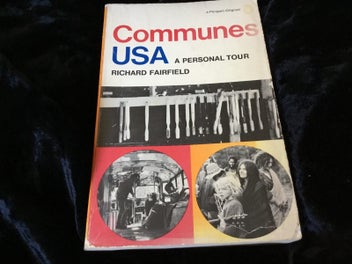 a Penguin Original
Communes
USA A PERSONAL TOUR
RICHARD FAIRFIELD